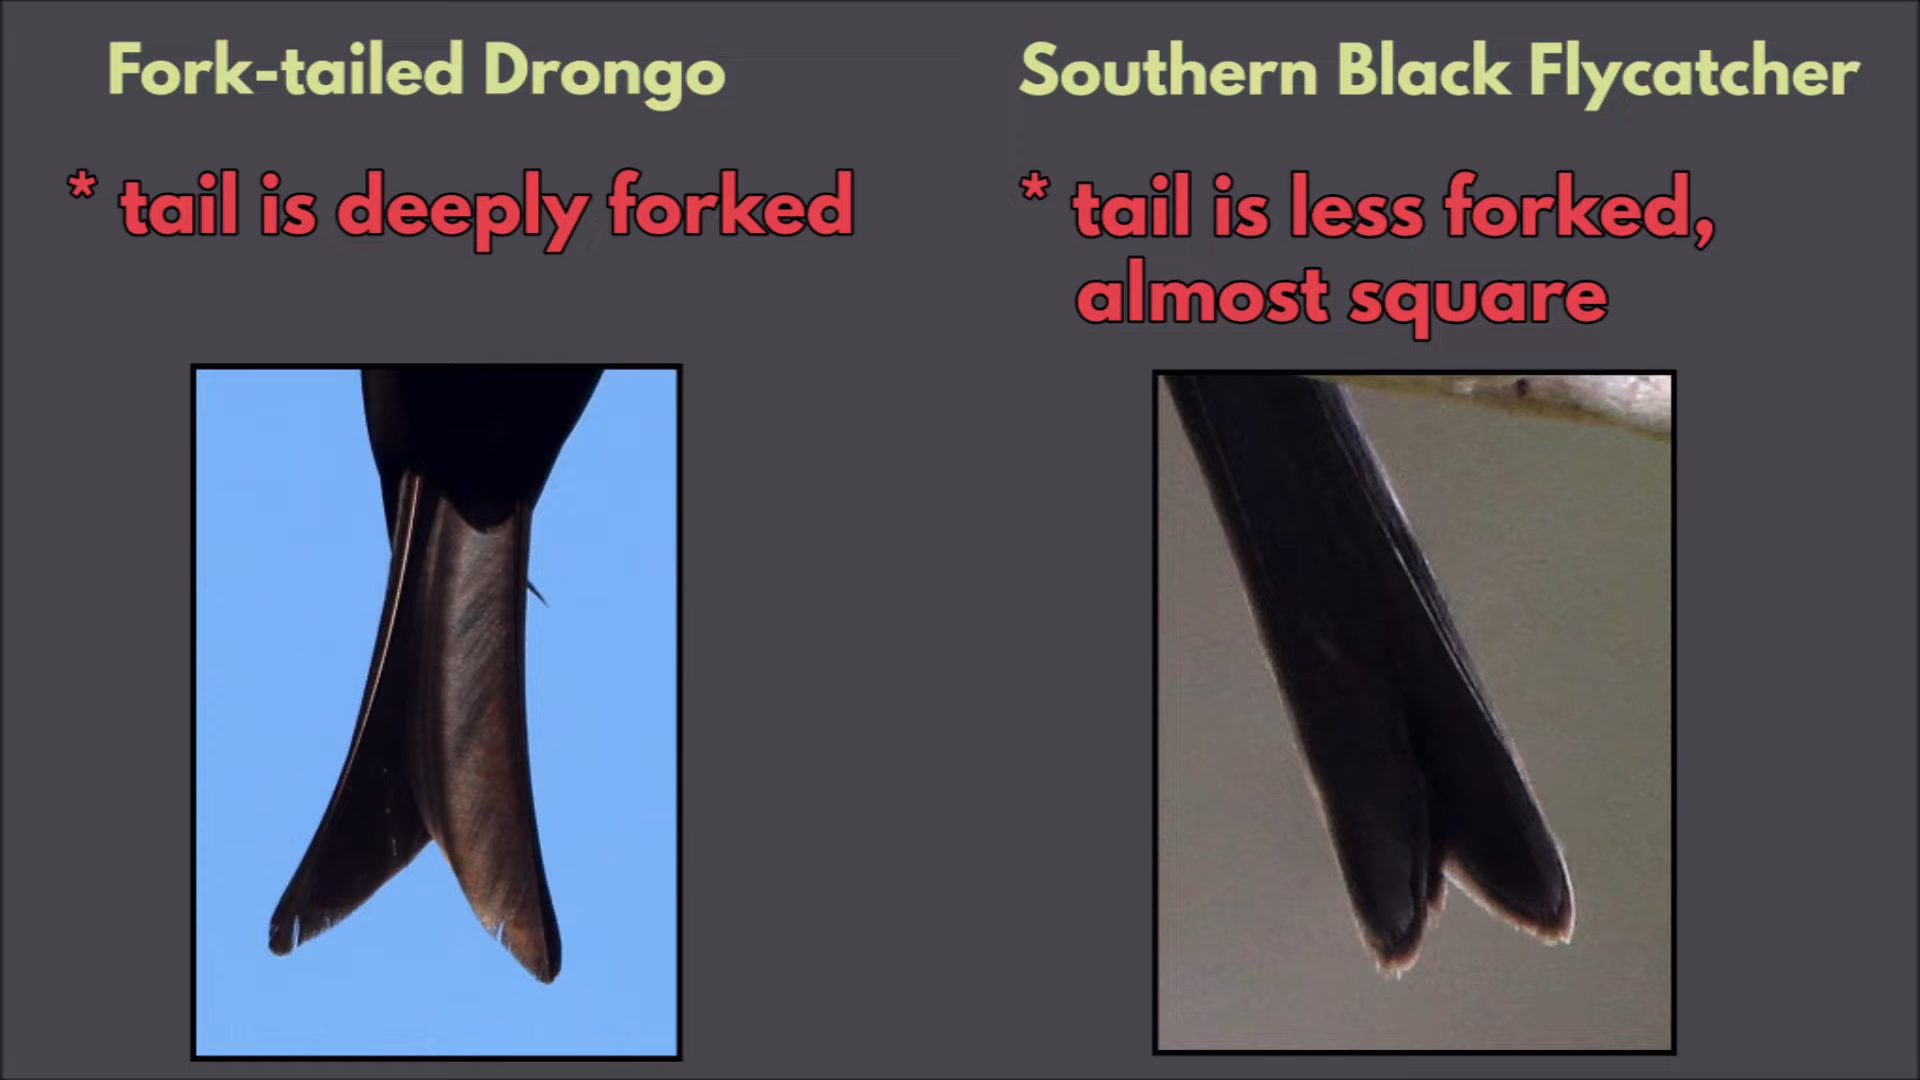 Fork-tailed Drongo
* tail is deeply forked
Southern Black Flycatcher
* tail is less forked,
almost square